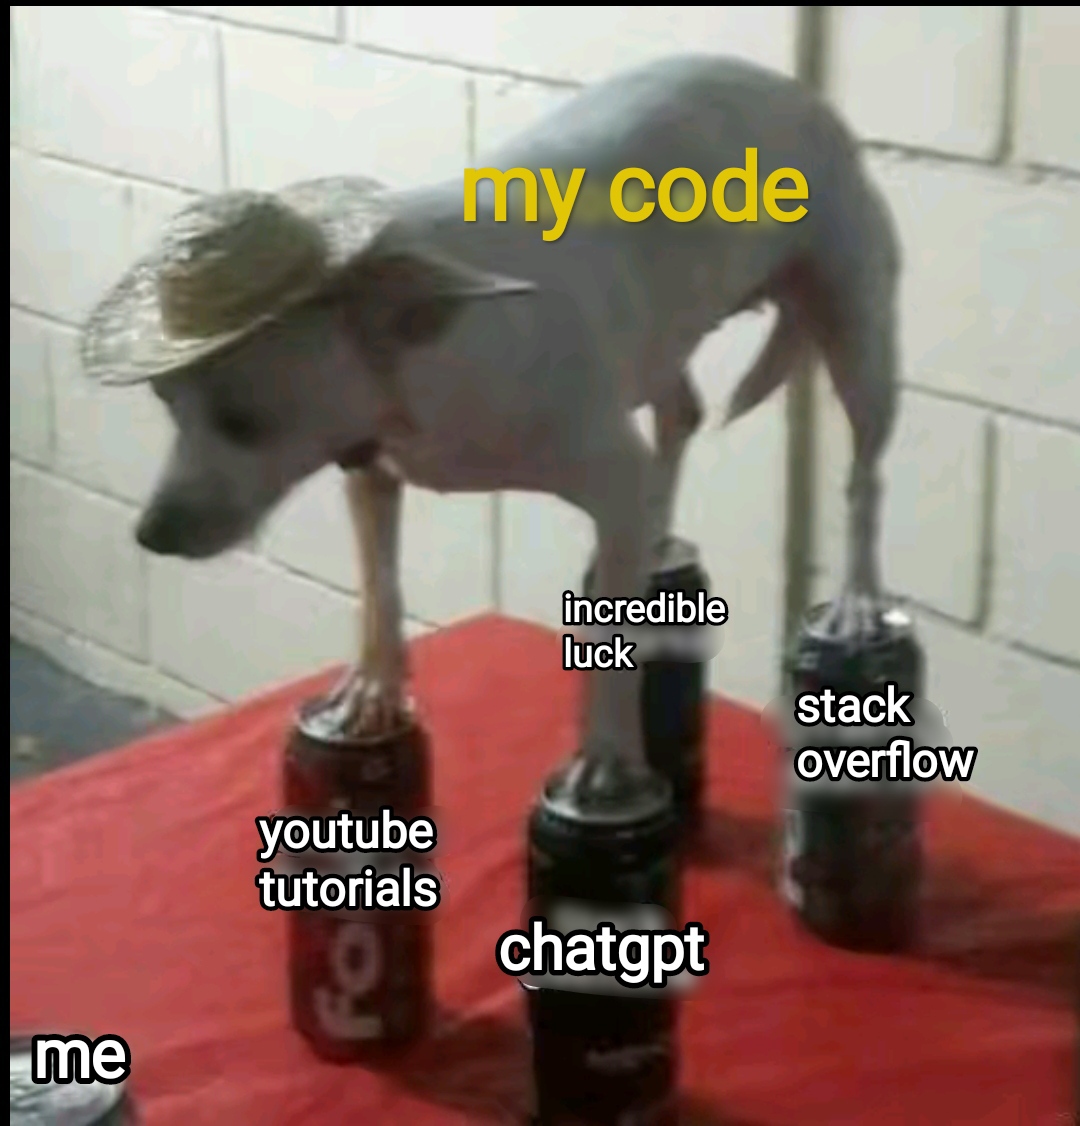 my code
incredible
luck
stack
overflow
youtube
tutorials
chatgpt
me